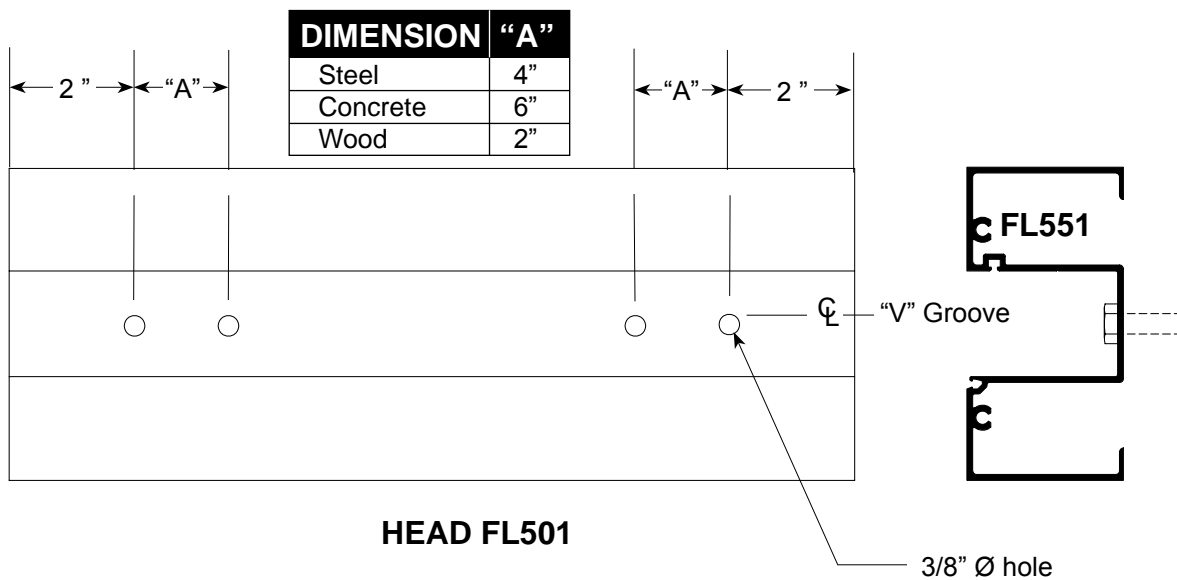 DIMENSION “A”
Steel 4”
Concrete 6”
Wood 2”
2 ” “A” “A” 2 ”
FL551
℄ “V” Groove
HEAD FL501
3/8” Ø hole